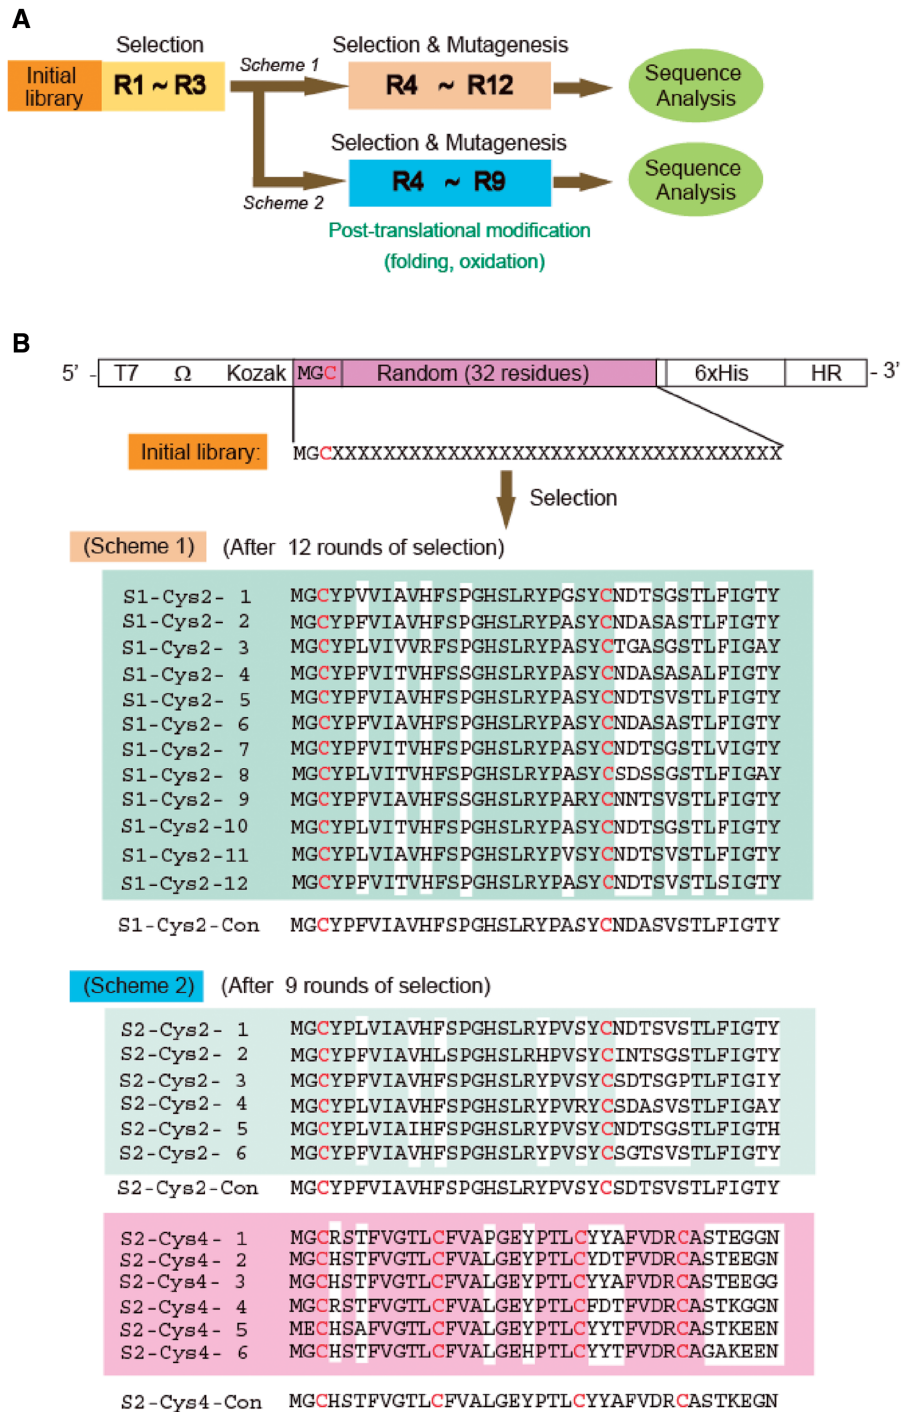 A
Selection
Selection & Mutagenesis
Initial library
R1 ~ R3
Scheme 1
R4 ~ R12
Sequence Analysis
Selection & Mutagenesis
Scheme 2
R4 ~ R9
Sequence Analysis
Post-translational modification
(folding, oxidation)
B
5' - T7 Ω Kozak MGC Random (32 residues) 6xHis HR - 3'
Initial library: MGCXXXXXXXXXXXXXXXXXXXXXXXXXXXXXXXXXXX
Selection
(Scheme 1) (After 12 rounds of selection)
S1-Cys2- 1 MGCYPVVIAVHFSPGHSLRYPGSYCNDTSGSTLFIGTY
S1-Cys2- 2 MGCYPFVIAVHFSPGHSLRYPASYCNDASASTLFIGTY
S1-Cys2- 3 MGCYPLVIVVRFSPGHSLRYPASYCTGASGSTLFIGAY
S1-Cys2- 4 MGCYPFVITVHFSSGHSLRYPASYCNDASASALFIGTY
S1-Cys2- 5 MGCYPFVIAVHFSPGHSLRYPASYCNDTSVSTLFIGTY
S1-Cys2- 6 MGCYPFVIAVHFSPGHSLRYPASYCNDASASTLFIGTY
S1-Cys2- 7 MGCYPFVITVHFSPGHSLRYPASYCNDTSGSTLVIGTY
S1-Cys2- 8 MGCYPLVITVHFSPGHSLRYPASYCSDSSGSTLFIGAY
S1-Cys2- 9 MGCYPFVIAVHFSSGHSLRYPARYCNNTSVSTLFIGTY
S1-Cys2-10 MGCYPLVITVHFSPGHSLRYPASYCNDTSGSTLFIGTY
S1-Cys2-11 MGCYPLVIAVHFSPGHSLRYPVSYCNDTSVSTLFIGTY
S1-Cys2-12 MGCYPFVITVHFSPGHSLRYPASYCNDTSVSTLSIGTY
S1-Cys2-Con MGCYPFVIAVHFSPGHSLRYPASYCNDASVSTLFIGTY
(Scheme 2) (After 9 rounds of selection)
S2-Cys2- 1 MGCYPLVIAVHFSPGHSLRYPVSYCNDTSVSTLFIGTY
S2-Cys2- 2 MGCYPFVIAVHLSPGHSLRHPVSYCINTSGSTLFIGTY
S2-Cys2- 3 MGCYPFVIAVHFSPGHSLRYPVSYCSDTSGPTLFIGIY
S2-Cys2- 4 MGCYPLVIAVHFSPGHSLRYPVRYCSDASVSTLFIGAY
S2-Cys2- 5 MGCYPLVIAIHFSPGHSLRYPVSYCNDTSGSTLFIGTH
S2-Cys2- 6 MGCYPFVIAVHFSPGHSLRYPVSYCSGTSVSTLFIGTY
S2-Cys2-Con MGCYPFVIAVHFSPGHSLRYPVSYCSDTSVSTLFIGTY
S2-Cys4- 1 MGCRSTFVGTLCFVAPGEYPTLCYYAFVDRCASTEGGN
S2-Cys4- 2 MGCHSTFVGTLCFVALGEYPTLCYDTFVDRCASTEEGN
S2-Cys4- 3 MGCHSTFVGTLCFVALGEYPTLCYYAFVDRCASTEEGG
S2-Cys4- 4 MGCRSTFVGTLCFVALGEYPTLCFDTFVDRCASTKGGN
S2-Cys4- 5 MECHSAFVGTLCFVALGEYPTLCYYTFVDRCASTKEEN
S2-Cys4- 6 MGCHSTFVGTLCFVALGEHPTLCYYTFVDRCAGAKEEN
S2-Cys4-Con MGCHSTFVGTLCFVALGEYPTLCYYAFVDRCASTKEGN